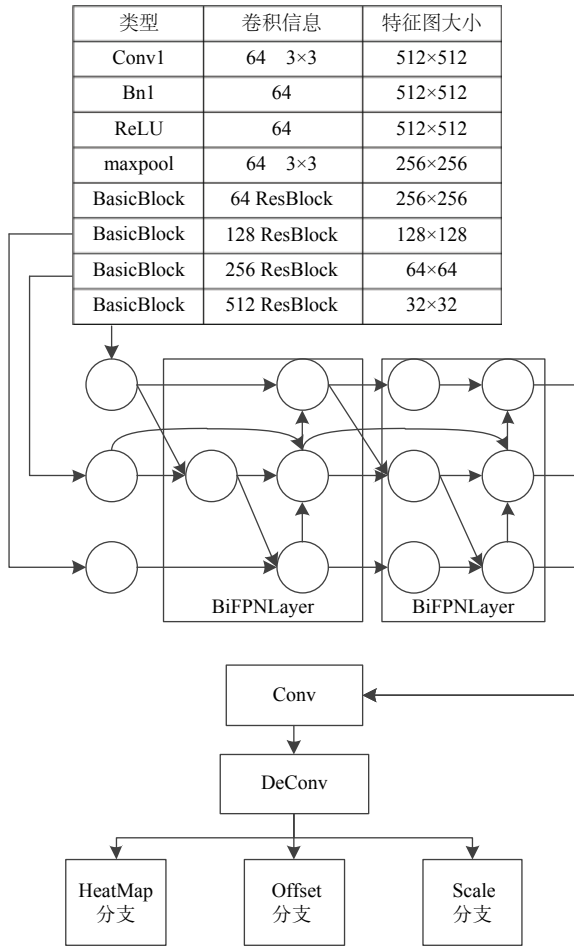 类型 卷积信息 特征图大小
Conv1 64 3×3 512×512
Bn1 64 512×512
ReLU 64 512×512
maxpool 64 3×3 256×256
BasicBlock 64 ResBlock 256×256
BasicBlock 128 ResBlock 128×128
BasicBlock 256 ResBlock 64×64
BasicBlock 512 ResBlock 32×32
BiFPNLayer BiFPNLayer
Conv
DeConv
HeatMap Offset Scale
分支 分支 分支